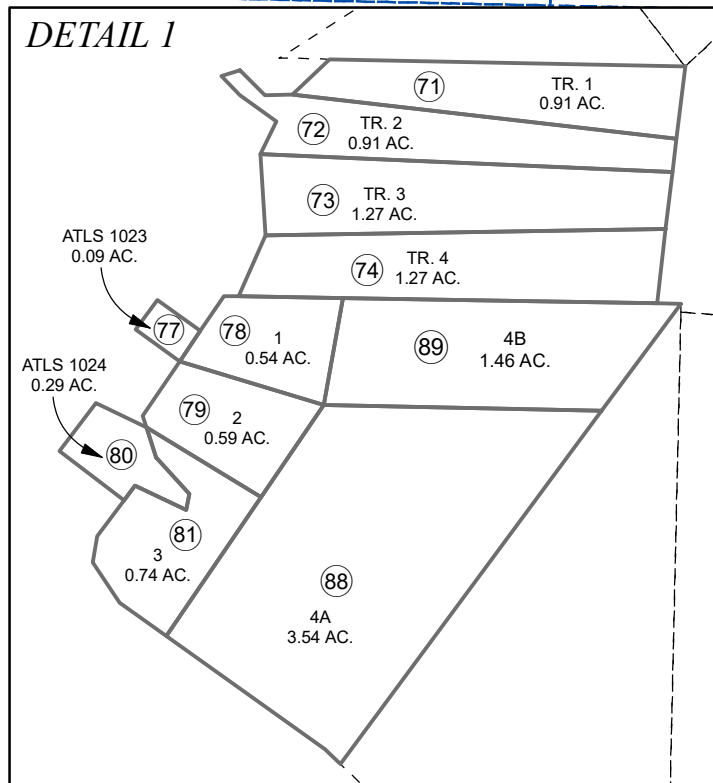 DETAIL 1
71
TR. 1
0.91 AC.
72
TR. 2
0.91 AC.
73
TR. 3
1.27 AC.
74
TR. 4
1.27 AC.
ATLS 1023
0.09 AC.
77
78
1
0.54 AC.
89
4B
1.46 AC.
ATLS 1024
0.29 AC.
79
2
0.59 AC.
80
81
3
0.74 AC.
88
4A
3.54 AC.